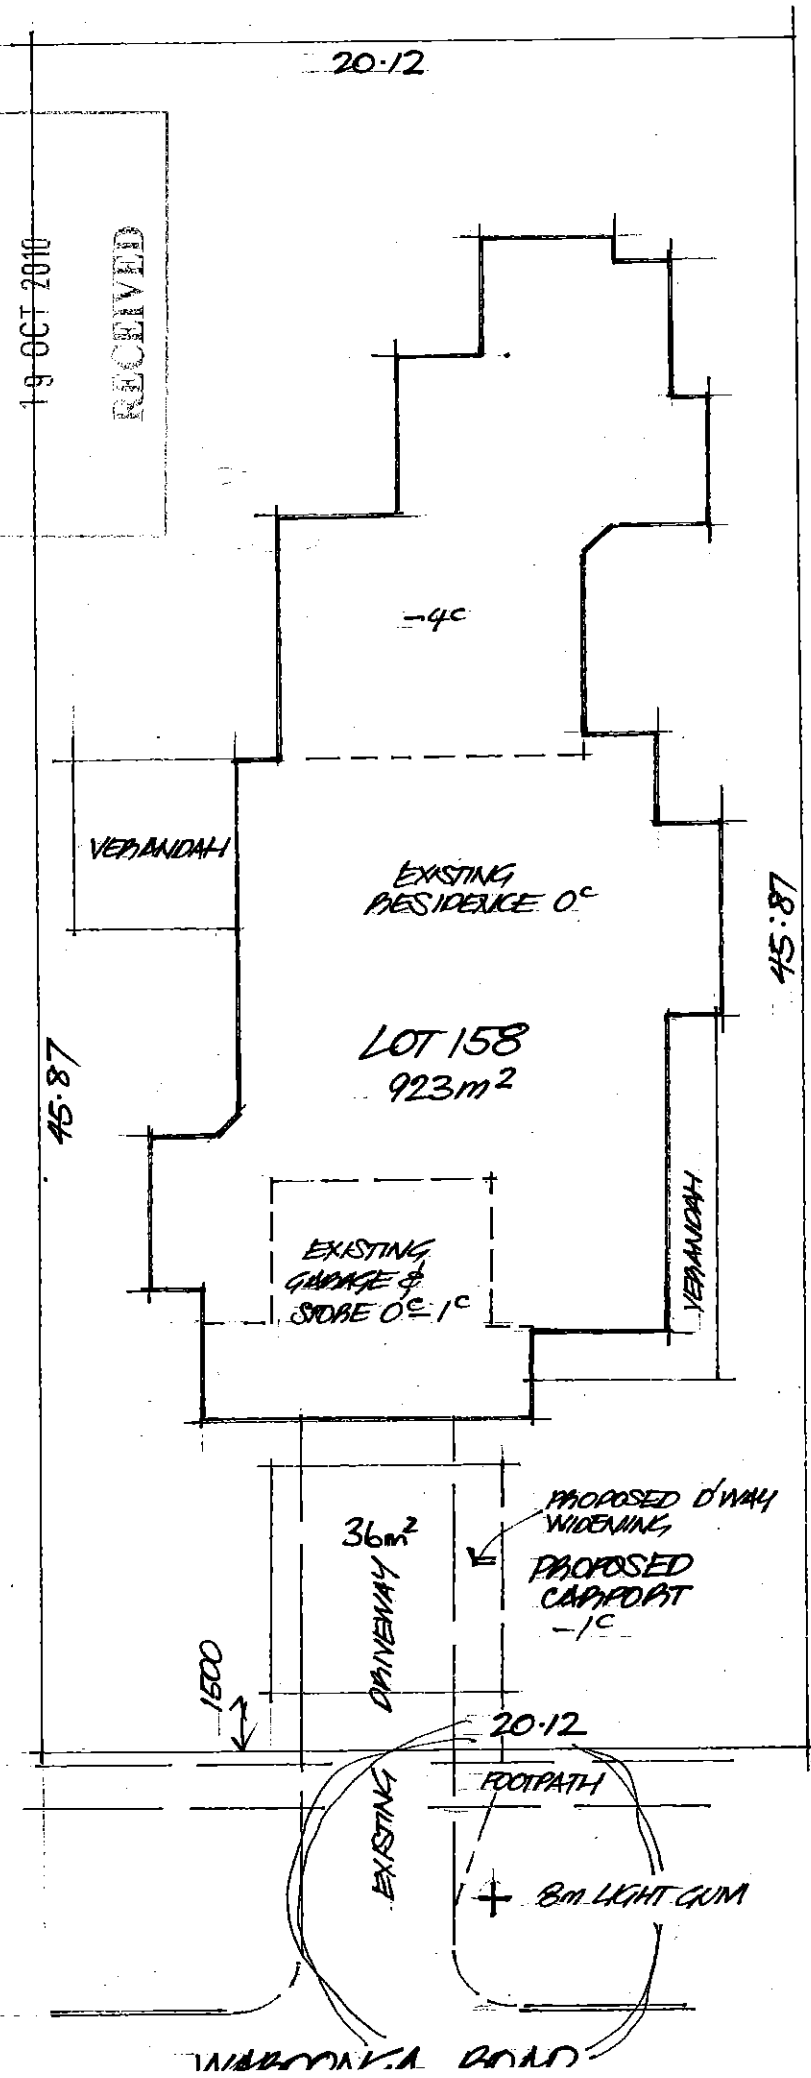 20·12
19 OCT 2010
RECEIVED
-4c
VERANDAH
EXISTING
RESIDENCE 0c
45·87
LOT 158
923m2
45·87
VERANDAH
EXISTING
GARAGE &
STORE 0c - 1c
PROPOSED D'WAY
WIDENING
36m2
PROPOSED
CARPORT
-1c
EXISTING DRIVEWAY
1500
20·12
FOOTPATH
8m LIGHT GUM
ROAD